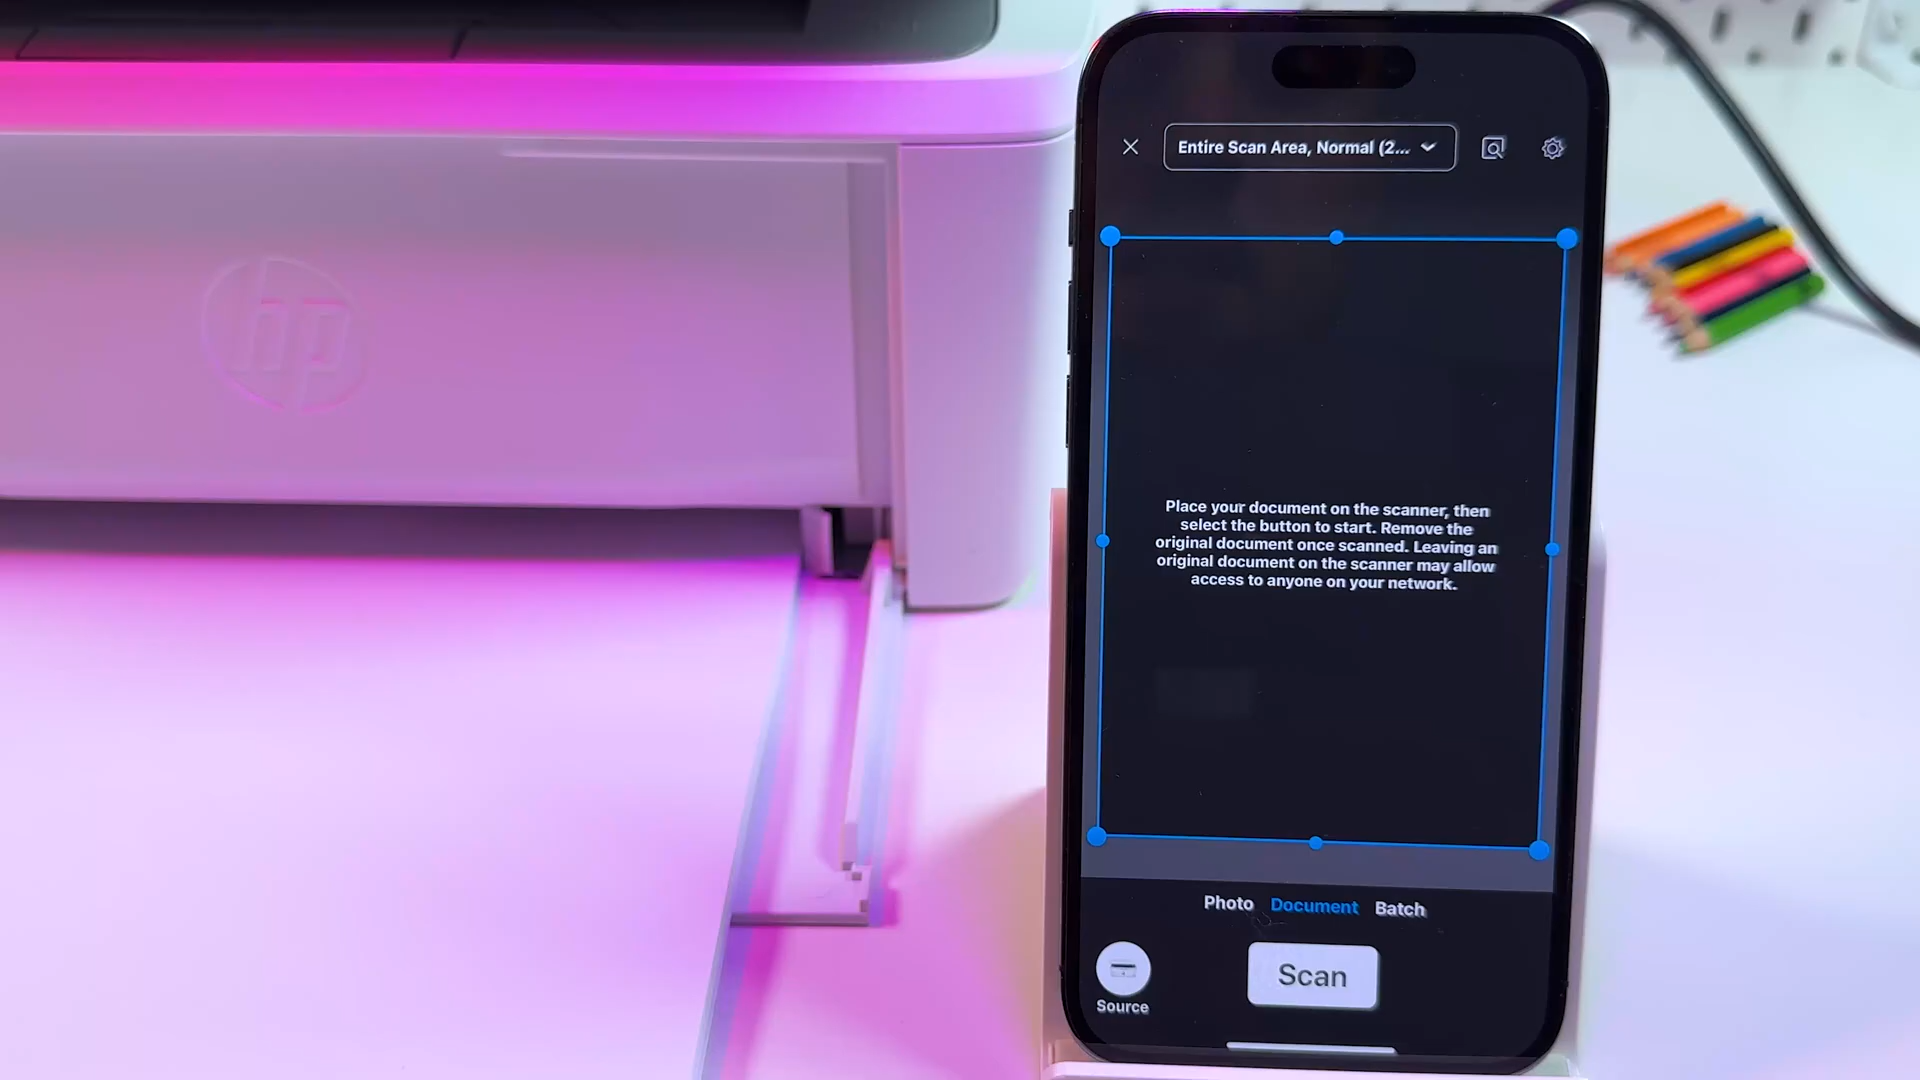 hp
Entire Scan Area, Normal (2...
Place your document on the scanner, then
select the button to start. Remove the
original document once scanned. Leaving an
original document on the scanner may allow
access to anyone on your network.
Photo Document Batch
Scan
Source